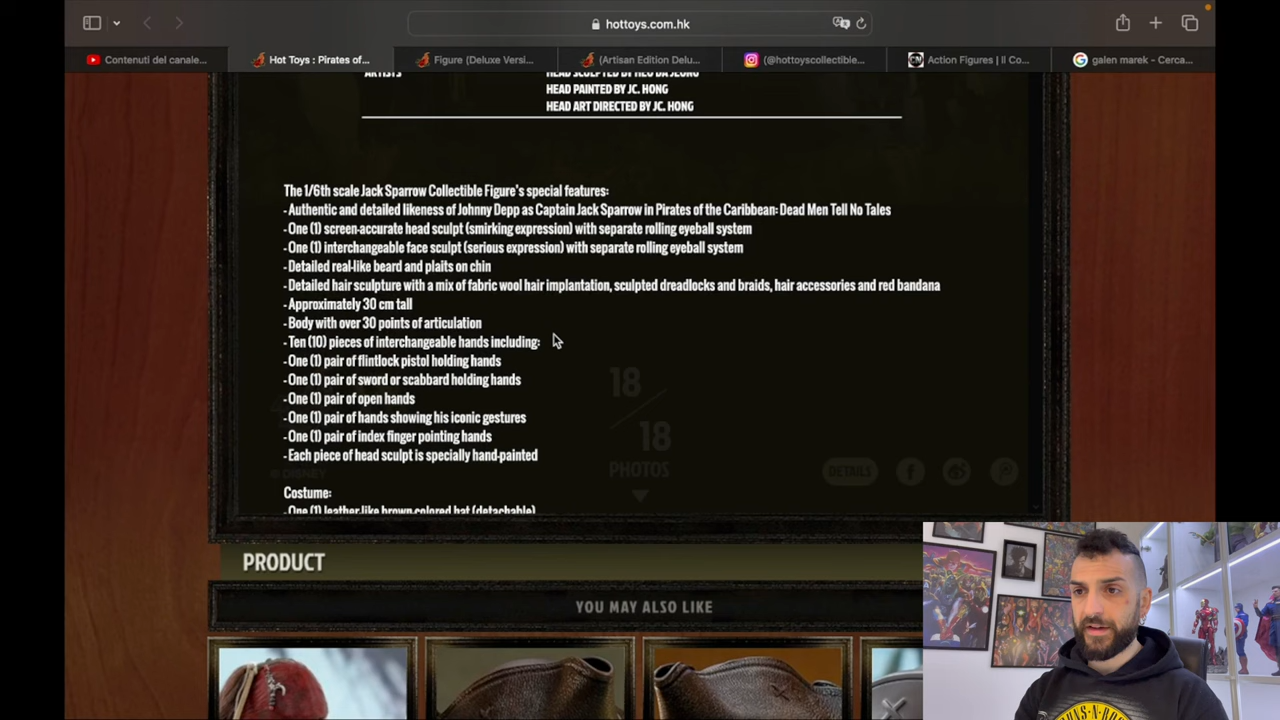 hottoys.com.hk
Contenuti del canale...
Hot Toys : Pirates of...
Figure (Deluxe Versi...
(Artisan Edition Delu...
(@hottoyscollectible...
Action Figures | Il Co...
galen marek - Cerca...
HEAD PAINTED BY JC. HONG
HEAD ART DIRECTED BY JC. HONG
The 1/6th scale Jack Sparrow Collectible Figure's special features:
- Authentic and detailed likeness of Johnny Depp as Captain Jack Sparrow in Pirates of the Caribbean: Dead Men Tell No Tales
- One (1) screen-accurate head sculpt (smirking expression) with separate rolling eyeball system
- One (1) interchangeable face sculpt (serious expression) with separate rolling eyeball system
- Detailed real-like beard and plaits on chin
- Detailed hair sculpture with a mix of fabric wool hair implantation, sculpted dreadlocks and braids, hair accessories and red bandana
- Approximately 30 cm tall
- Body with over 30 points of articulation
- Ten (10) pieces of interchangeable hands including:
- One (1) pair of flintlock pistol holding hands
- One (1) pair of sword or scabbard holding hands
- One (1) pair of open hands
- One (1) pair of hands showing his iconic gestures
- One (1) pair of index finger pointing hands
- Each piece of head sculpt is specially hand-painted
18
18
PHOTOS
© DISNEY
DETAILS
Costume:
- One (1) leather-like brown colored hat (detachable)
PRODUCT
YOU MAY ALSO LIKE